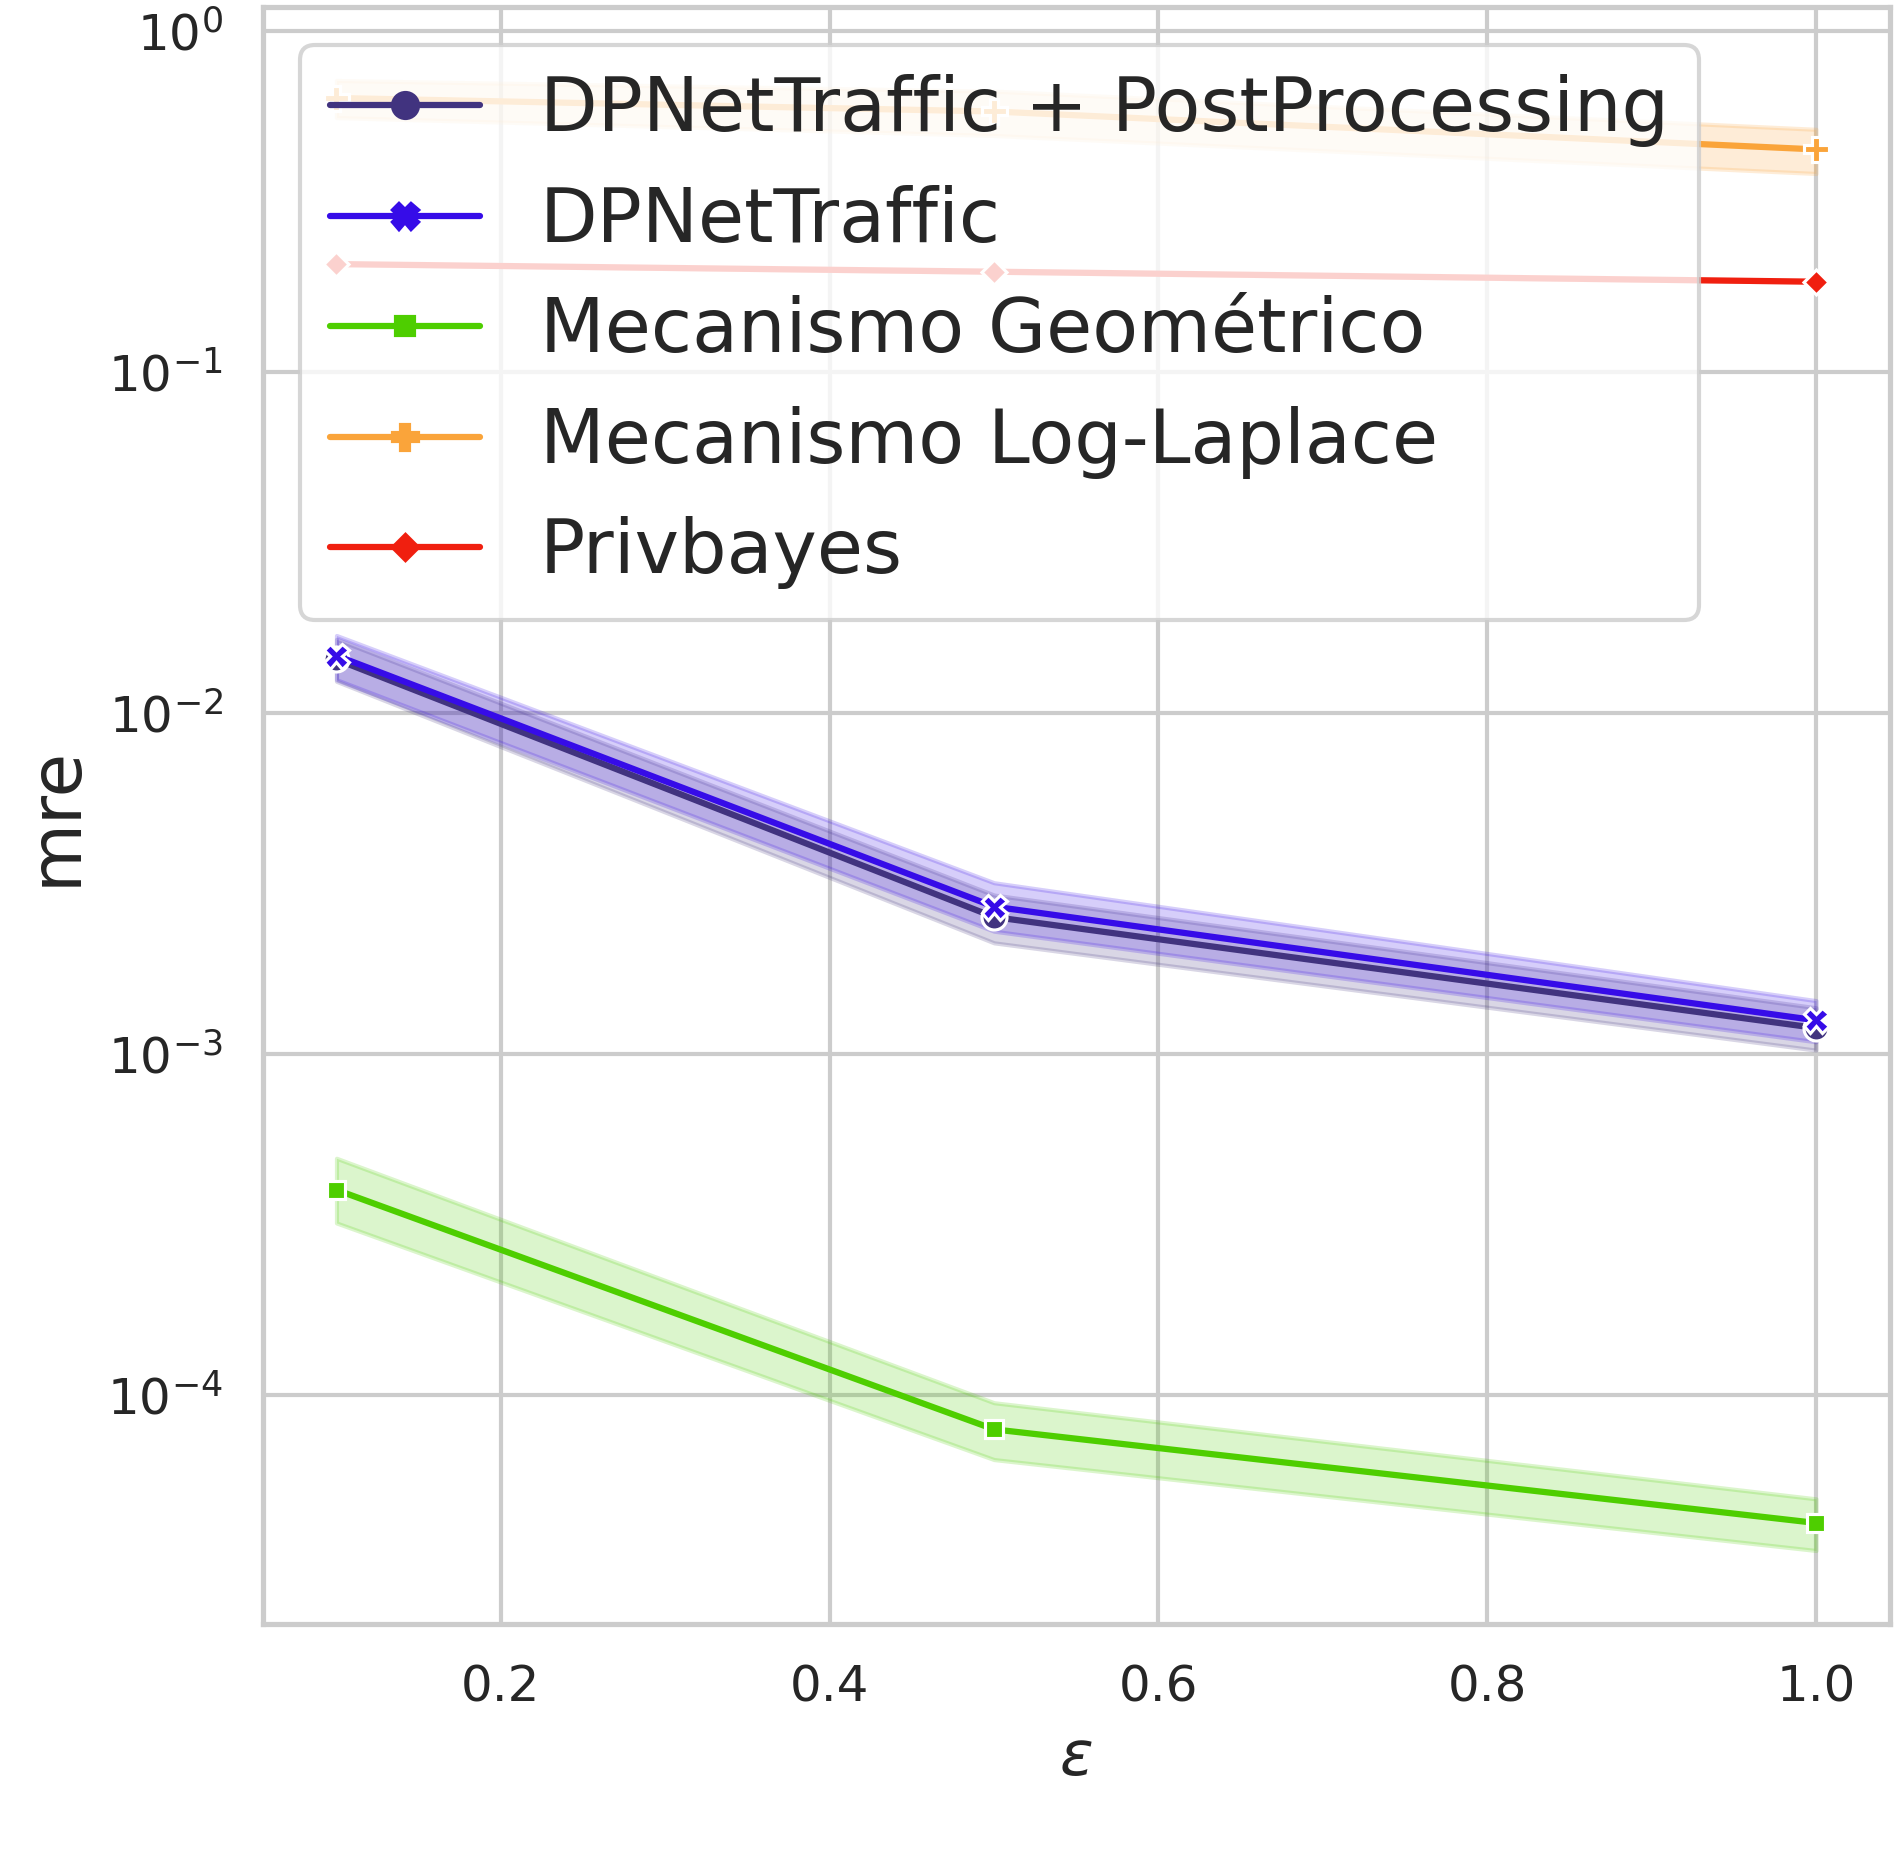 10⁰
DPNetTraffic + PostProcessing
DPNetTraffic
Mecanismo Geométrico
10⁻¹
Mecanismo Log-Laplace
Privbayes
10⁻²
mre
10⁻³
10⁻⁴
0.2 0.4 0.6 0.8 1.0
ε